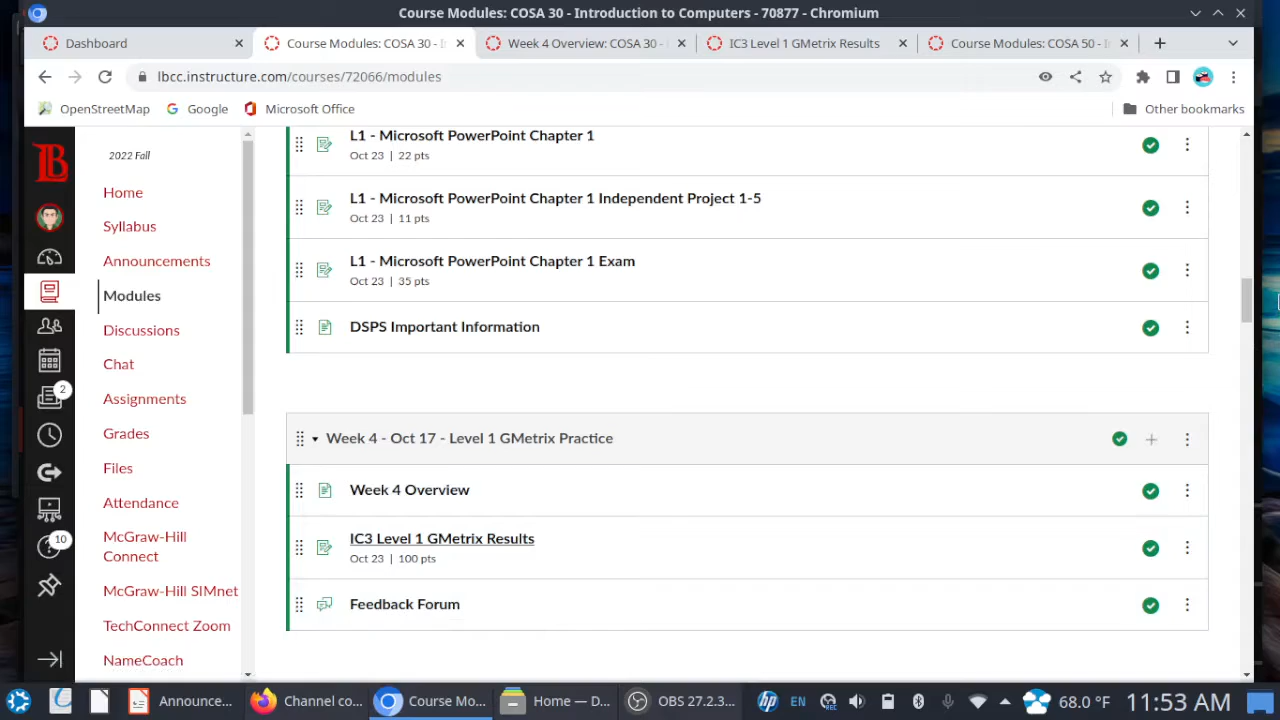 Course Modules: COSA 30 - Introduction to Computers - 70877 - Chromium
Dashboard
Course Modules: COSA 30 - I
Week 4 Overview: COSA 30 -
IC3 Level 1 GMetrix Results
Course Modules: COSA 50 - I
lbcc.instructure.com/courses/72066/modules
OpenStreetMap
Google
Microsoft Office
Other bookmarks
2022 Fall
Home
Syllabus
Announcements
Modules
Discussions
Chat
Assignments
Grades
Files
Attendance
McGraw-Hill
Connect
McGraw-Hill SIMnet
TechConnect Zoom
NameCoach
2
10
L1 - Microsoft PowerPoint Chapter 1
Oct 23 | 22 pts
L1 - Microsoft PowerPoint Chapter 1 Independent Project 1-5
Oct 23 | 11 pts
L1 - Microsoft PowerPoint Chapter 1 Exam
Oct 23 | 35 pts
DSPS Important Information
Week 4 - Oct 17 - Level 1 GMetrix Practice
Week 4 Overview
IC3 Level 1 GMetrix Results
Oct 23 | 100 pts
Feedback Forum
Announce...
Channel co...
Course Mo...
Home — D...
OBS 27.2.3...
hp
EN
REC
68.0 °F
11:53 AM